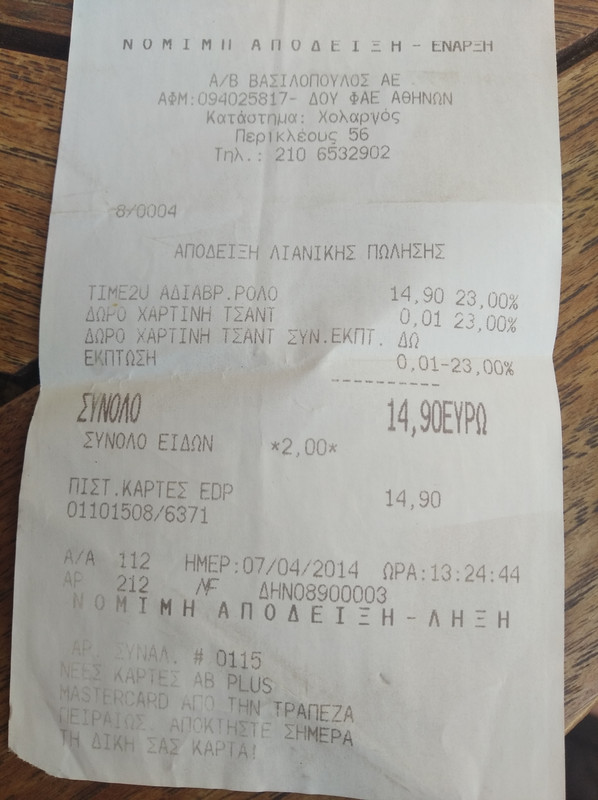 ΝΟΜΙΜΗ ΑΠΟΔΕΙΞΗ - ΕΝΑΡΞΗ
Α/Β ΒΑΣΙΛΟΠΟΥΛΟΣ ΑΕ
ΑΦΜ:094025817- ΔΟΥ ΦΑΕ ΑΘΗΝΩΝ
Κατάστημα: Χολαργός
Περικλέους 56
Τηλ.: 210 6532902
8/0004
ΑΠΟΔΕΙΞΗ ΛΙΑΝΙΚΗΣ ΠΩΛΗΣΗΣ
TIME2U ΑΔΙΑΒΡ.ΡΟΛΟ 14,90 23,00%
ΔΩΡΟ ΧΑΡΤΙΝΗ ΤΣΑΝΤ 0,01 23,00%
ΔΩΡΟ ΧΑΡΤΙΝΗ ΤΣΑΝΤ ΣΥΝ.ΕΚΠΤ. ΔΩ
ΕΚΠΤΩΣΗ 0,01-23,00%
----------
ΣΥΝΟΛΟ 14,90ΕΥΡΩ
ΣΥΝΟΛΟ ΕΙΔΩΝ *2,00*
ΠΙΣΤ.ΚΑΡΤΕΣ EDP 14,90
01101508/6371
Α/Α 112 ΗΜΕΡ:07/04/2014 ΩΡΑ:13:24:44
ΑΡ 212 ΔΗΝ08900003
ΝΟΜΙΜΗ ΑΠΟΔΕΙΞΗ - ΛΗΞΗ
ΑΡ. ΣΥΝΑΛ. # 0115
ΝΕΕΣ ΚΑΡΤΕΣ ΑΒ PLUS
MASTERCARD ΑΠΟ ΤΗΝ ΤΡΑΠΕΖΑ
ΠΕΙΡΑΙΩΣ. ΑΠΟΚΤΗΣΤΕ ΣΗΜΕΡΑ
ΤΗ ΔΙΚΗ ΣΑΣ ΚΑΡΤΑ!